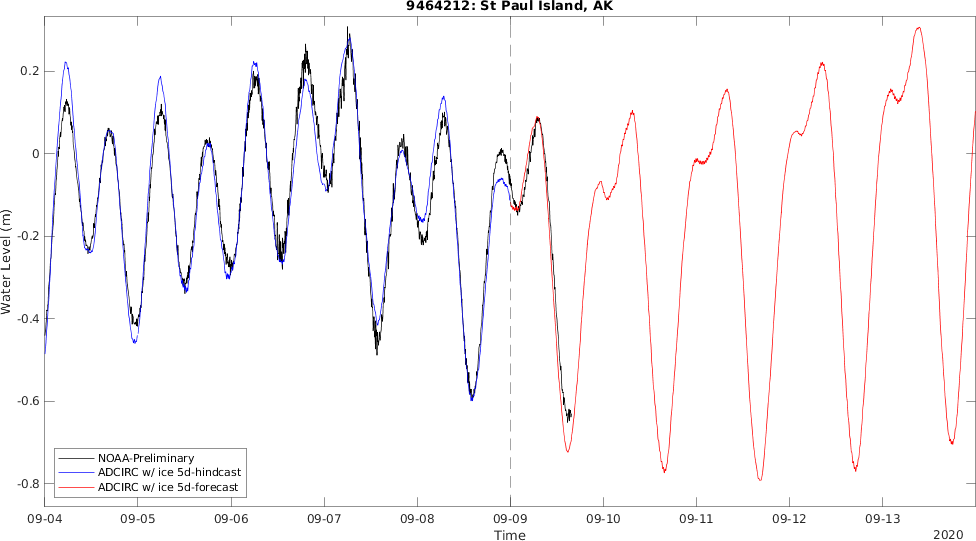 9464212: St Paul Island, AK
Water Level (m)
0.2
0
-0.2
-0.4
-0.6
-0.8
NOAA-Preliminary
ADCIRC w/ ice 5d-hindcast
ADCIRC w/ ice 5d-forecast
09-04 09-05 09-06 09-07 09-08 09-09 09-10 09-11 09-12 09-13
Time
2020